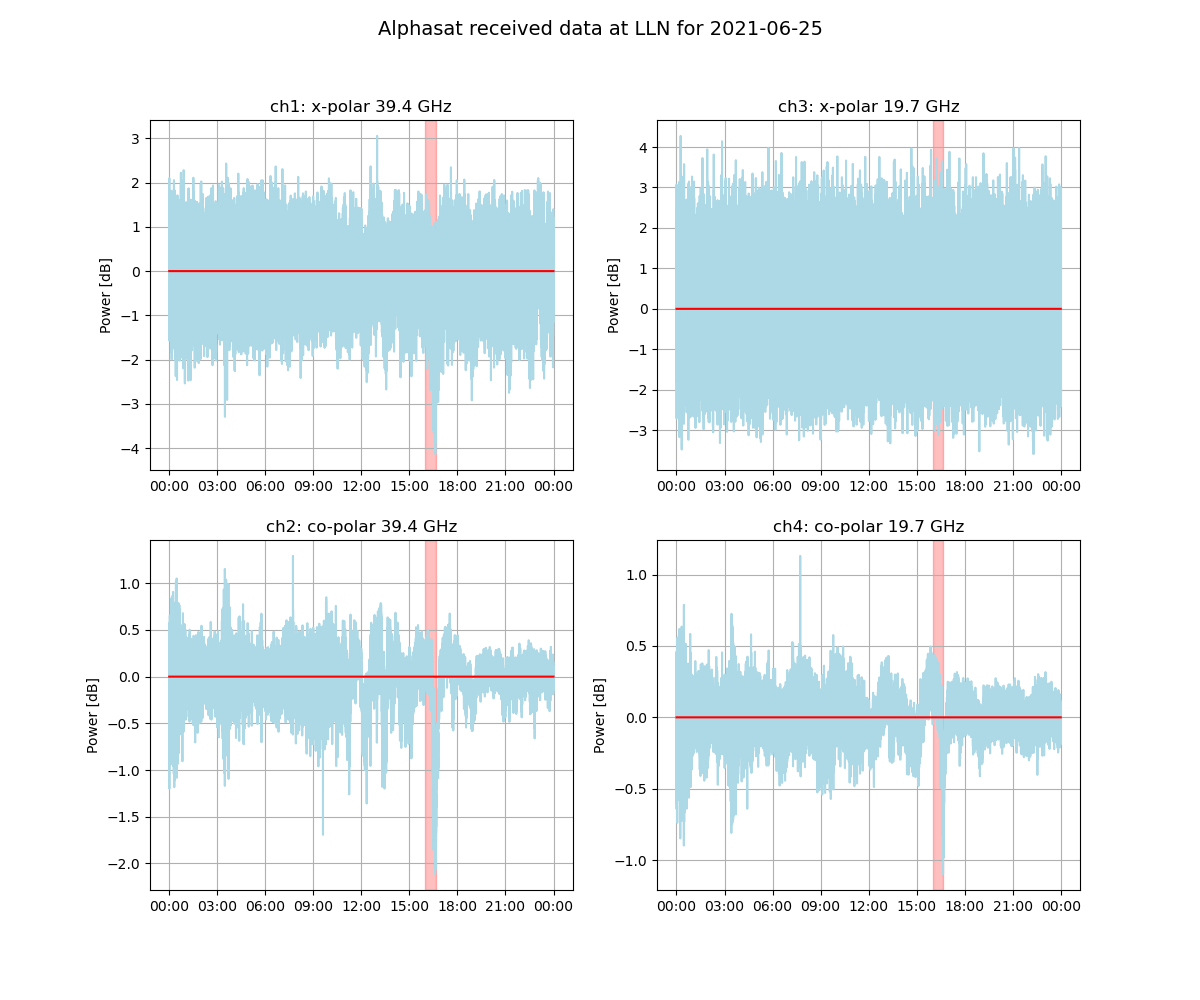 Alphasat received data at LLN for 2021-06-25
ch1: x-polar 39.4 GHz
Power [dB]
3
2
1
0
−1
−2
−3
−4
00:00 03:00 06:00 09:00 12:00 15:00 18:00 21:00 00:00
ch3: x-polar 19.7 GHz
Power [dB]
4
3
2
1
0
−1
−2
−3
00:00 03:00 06:00 09:00 12:00 15:00 18:00 21:00 00:00
ch2: co-polar 39.4 GHz
Power [dB]
1.0
0.5
0.0
−0.5
−1.0
−1.5
−2.0
00:00 03:00 06:00 09:00 12:00 15:00 18:00 21:00 00:00
ch4: co-polar 19.7 GHz
Power [dB]
1.0
0.5
0.0
−0.5
−1.0
00:00 03:00 06:00 09:00 12:00 15:00 18:00 21:00 00:00